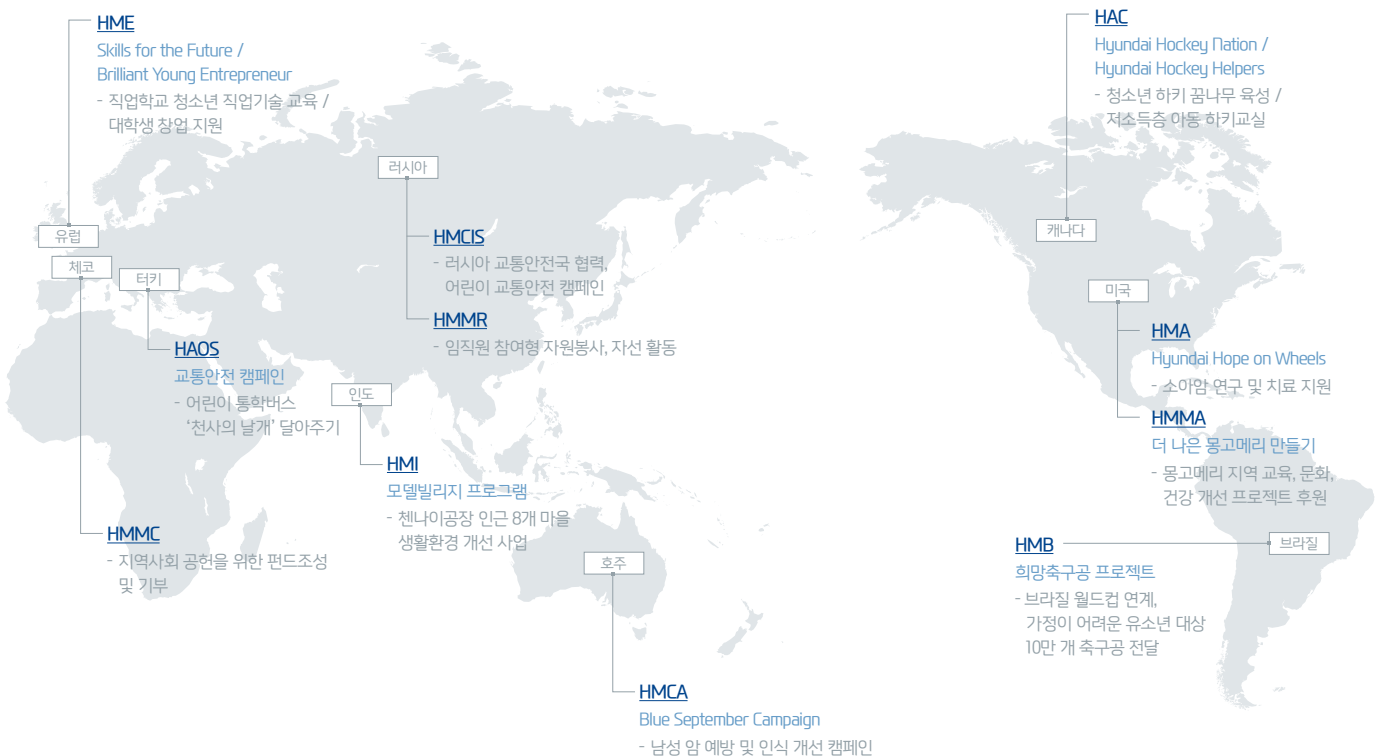 HME
Skills for the Future /
Brilliant Young Entrepreneur
- 직업학교 청소년 직업기술 교육 /
대학생 창업 지원
유럽
체코
터키
러시아
HMCIS
- 러시아 교통안전국 협력,
어린이 교통안전 캠페인
HMMR
- 임직원 참여형 자원봉사, 자선 활동
HAOS
교통안전 캠페인
- 어린이 통학버스
‘천사의 날개’ 달아주기
인도
HMI
모델빌리지 프로그램
- 첸나이공장 인근 8개 마을
생활환경 개선 사업
HMMC
- 지역사회 공헌을 위한 펀드조성
및 기부
호주
HMCA
Blue September Campaign
- 남성 암 예방 및 인식 개선 캠페인
HAC
Hyundai Hockey Nation /
Hyundai Hockey Helpers
- 청소년 하키 꿈나무 육성 /
저소득층 아동 하키교실
캐나다
미국
HMA
Hyundai Hope on Wheels
- 소아암 연구 및 치료 지원
HMMA
더 나은 몽고메리 만들기
- 몽고메리 지역 교육, 문화,
건강 개선 프로젝트 후원
브라질
HMB
희망축구공 프로젝트
- 브라질 월드컵 연계,
가정이 어려운 유소년 대상
10만 개 축구공 전달